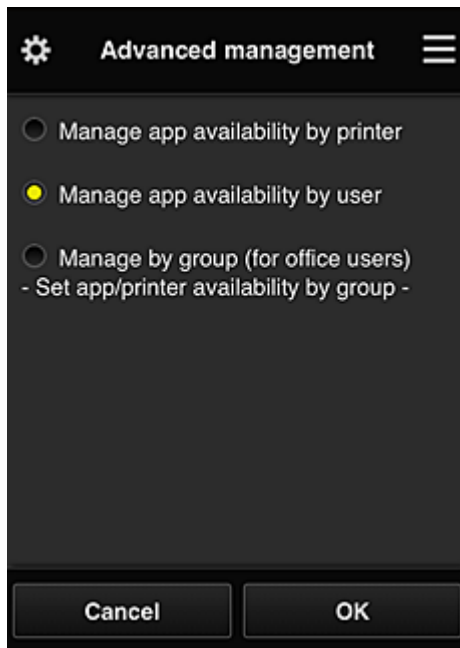 Advanced management
Manage app availability by printer
Manage app availability by user
Manage by group (for office users)
- Set app/printer availability by group -
Cancel
OK